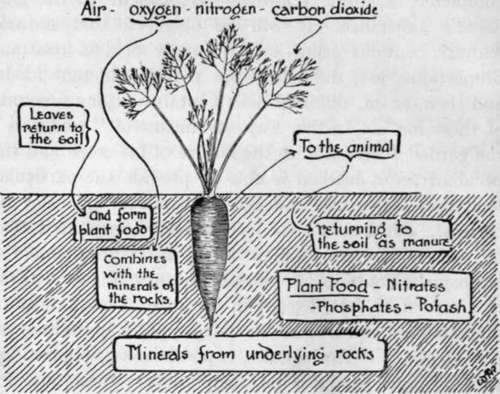 Air - oxygen - nitrogen - carbon dioxide
Leaves
return to
the soil
and form
plant food
Combines
with the
minerals of
the rocks.
To the animal
returning to
the soil as manure
Plant Food - Nitrates
-Phosphates - Potash
Minerals from underlying rocks